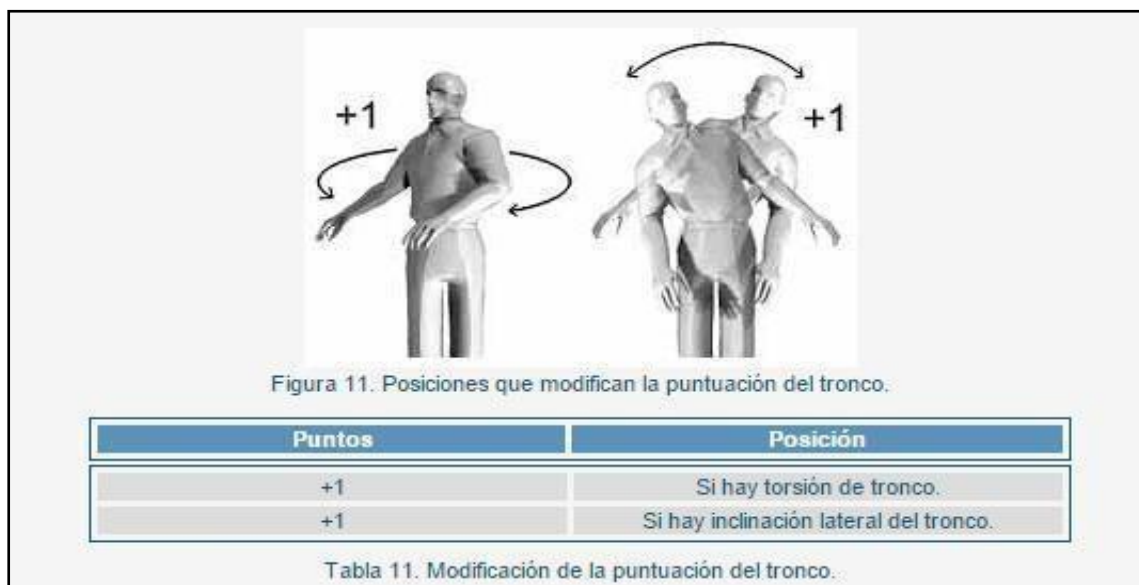 +1
+1
Figura 11. Posiciones que modifican la puntuación del tronco.
Puntos Posición
+1 Si hay torsión de tronco.
+1 Si hay inclinación lateral del tronco.
Tabla 11. Modificación de la puntuación del tronco.